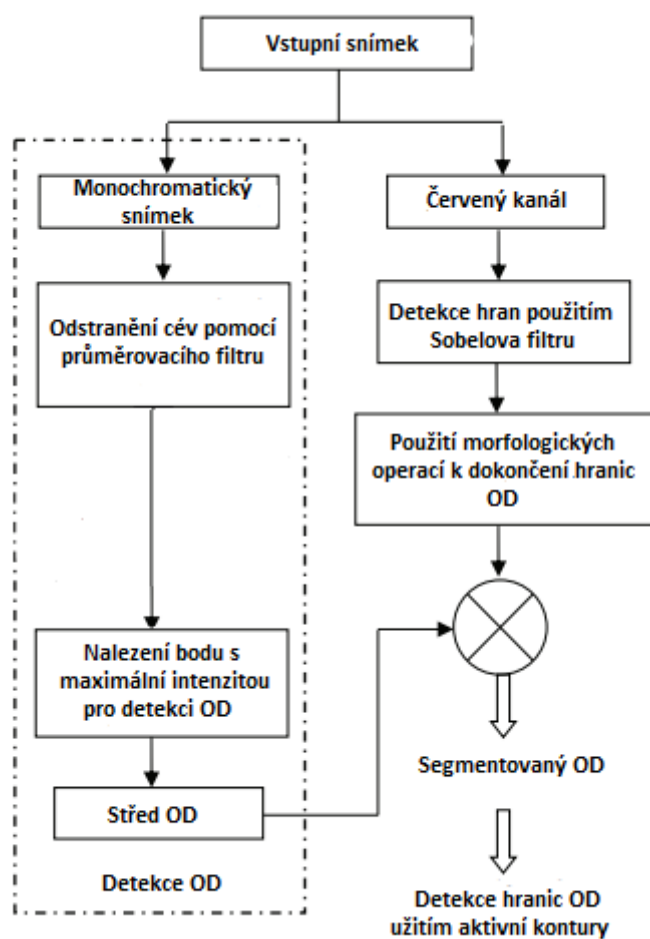 Vstupní snímek
Monochromatický
snímek
Odstranění cév pomocí
průměrovacího filtru
Nalezení bodu s
maximální intenzitou
pro detekci OD
Střed OD
Detekce OD
Červený kanál
Detekce hran použitím
Sobelova filtru
Použití morfologických
operací k dokončení hranic
OD
Segmentovaný OD
Detekce hranic OD
užitím aktivní kontury